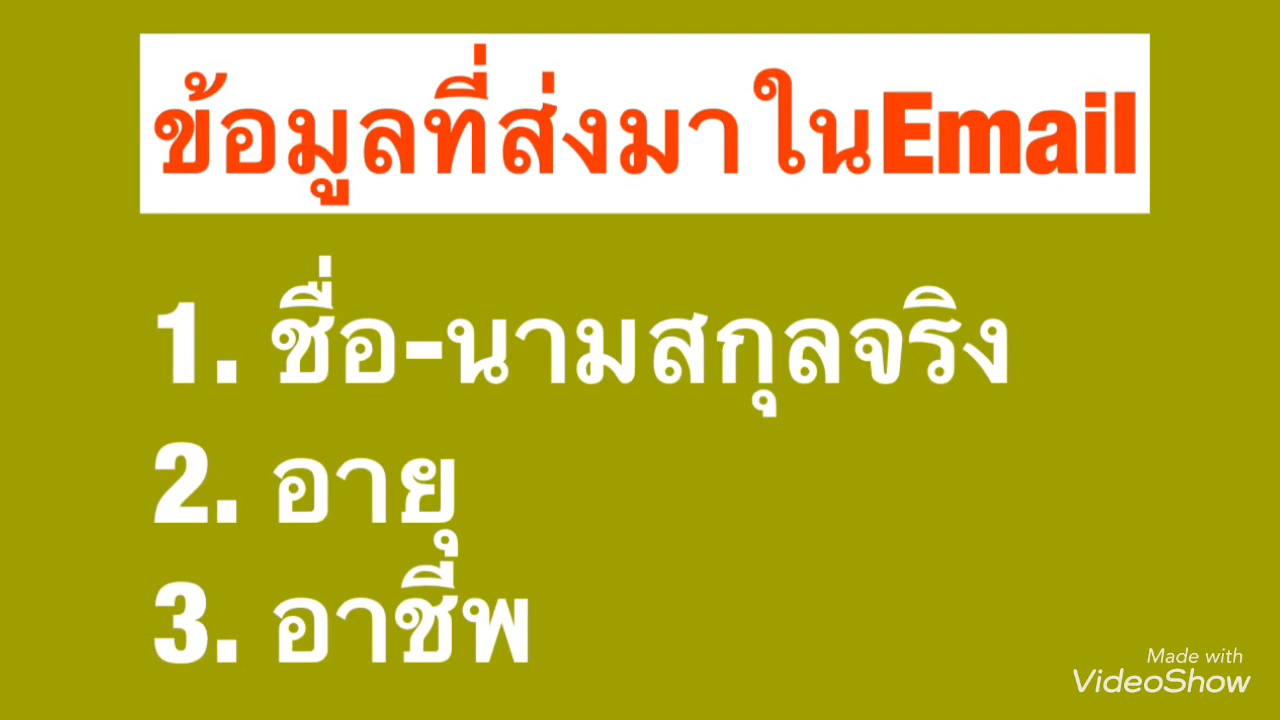 ข้อมูลที่ส่งมาในEmail
1. ชื่อ-นามสกุลจริง
2. อายุ
3. อาชีพ
Made with
VideoShow